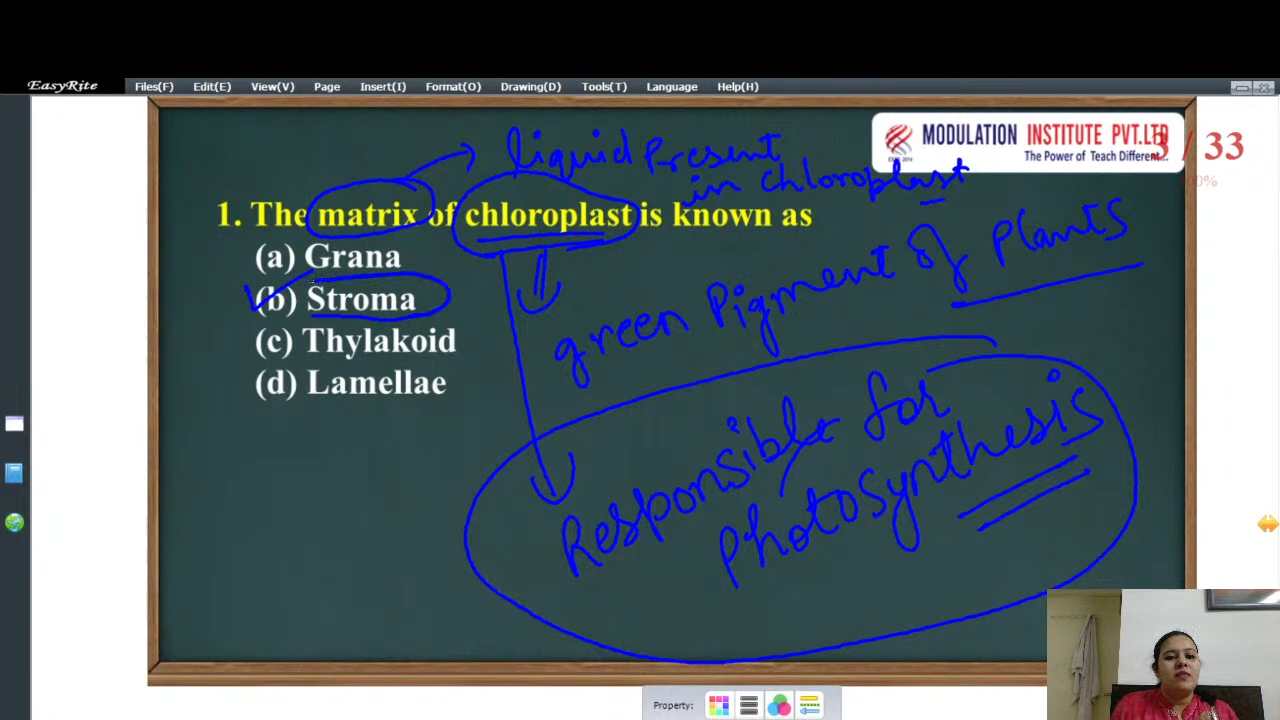 EasyRite
Files(F) Edit(E) View(V) Page Insert(I) Format(O) Drawing(D) Tools(T) Language Help(H)
MODULATION INSTITUTE PVT.LTD
The Power of Teach Different...
3 / 33
liquid Present
in chloroplast
1. The matrix of chloroplast is known as
(a) Grana
(b) Stroma
(c) Thylakoid
(d) Lamellae
green Pigment of Plants
Responsible for
Photosynthesis
Property: